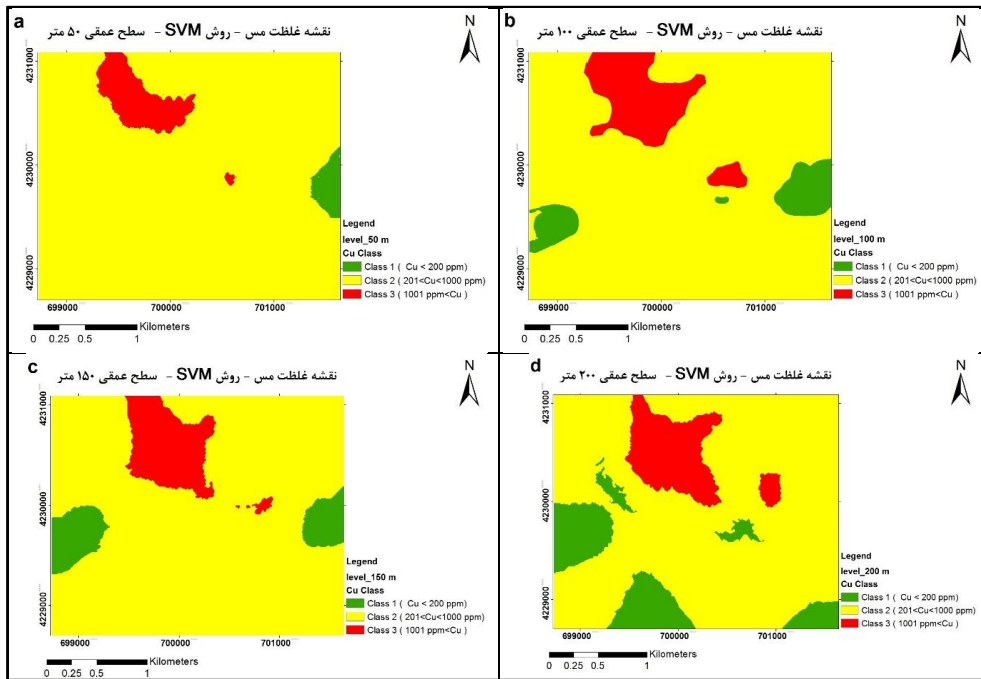 a
نقشه غلظت مس - روش SVM - سطح عمقی ۵۰ متر
N
4231000
4230000
4229000
699000 700000 701000
Legend
level_50 m
Cu Class
Class 1 ( Cu < 200 ppm)
Class 2 ( 201<Cu<1000 ppm)
Class 3 ( 1001 ppm<Cu )
Kilometers
0 0.25 0.5 1
b
نقشه غلظت مس - روش SVM - سطح عمقی ۱۰۰ متر
N
4231000
4230000
4229000
699000 700000 701000
Legend
level_100 m
Cu Class
Class 1 ( Cu < 200 ppm)
Class 2 ( 201<Cu<1000 ppm)
Class 3 ( 1001 ppm<Cu )
Kilometers
0 0.25 0.5 1
c
نقشه غلظت مس - روش SVM - سطح عمقی ۱۵۰ متر
N
4231000
4230000
4229000
699000 700000 701000
Legend
level_150 m
Cu Class
Class 1 ( Cu < 200 ppm)
Class 2 ( 201<Cu<1000 ppm)
Class 3 ( 1001 ppm<Cu )
Kilometers
0 0.25 0.5 1
d
نقشه غلظت مس - روش SVM - سطح عمقی ۲۰۰ متر
N
4231000
4230000
4229000
699000 700000 701000
Legend
level_200 m
Cu Class
Class 1 ( Cu < 200 ppm)
Class 2 ( 201<Cu<1000 ppm)
Class 3 ( 1001 ppm<Cu )
Kilometers
0 0.25 0.5 1